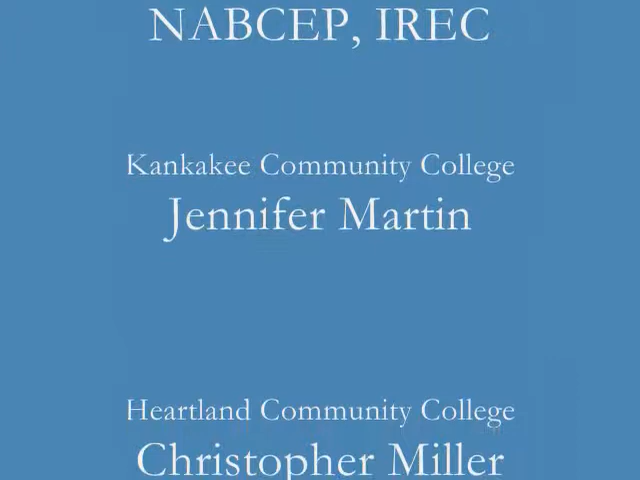 NABCEP, IREC
Kankakee Community College
Jennifer Martin
Heartland Community College
Christopher Miller